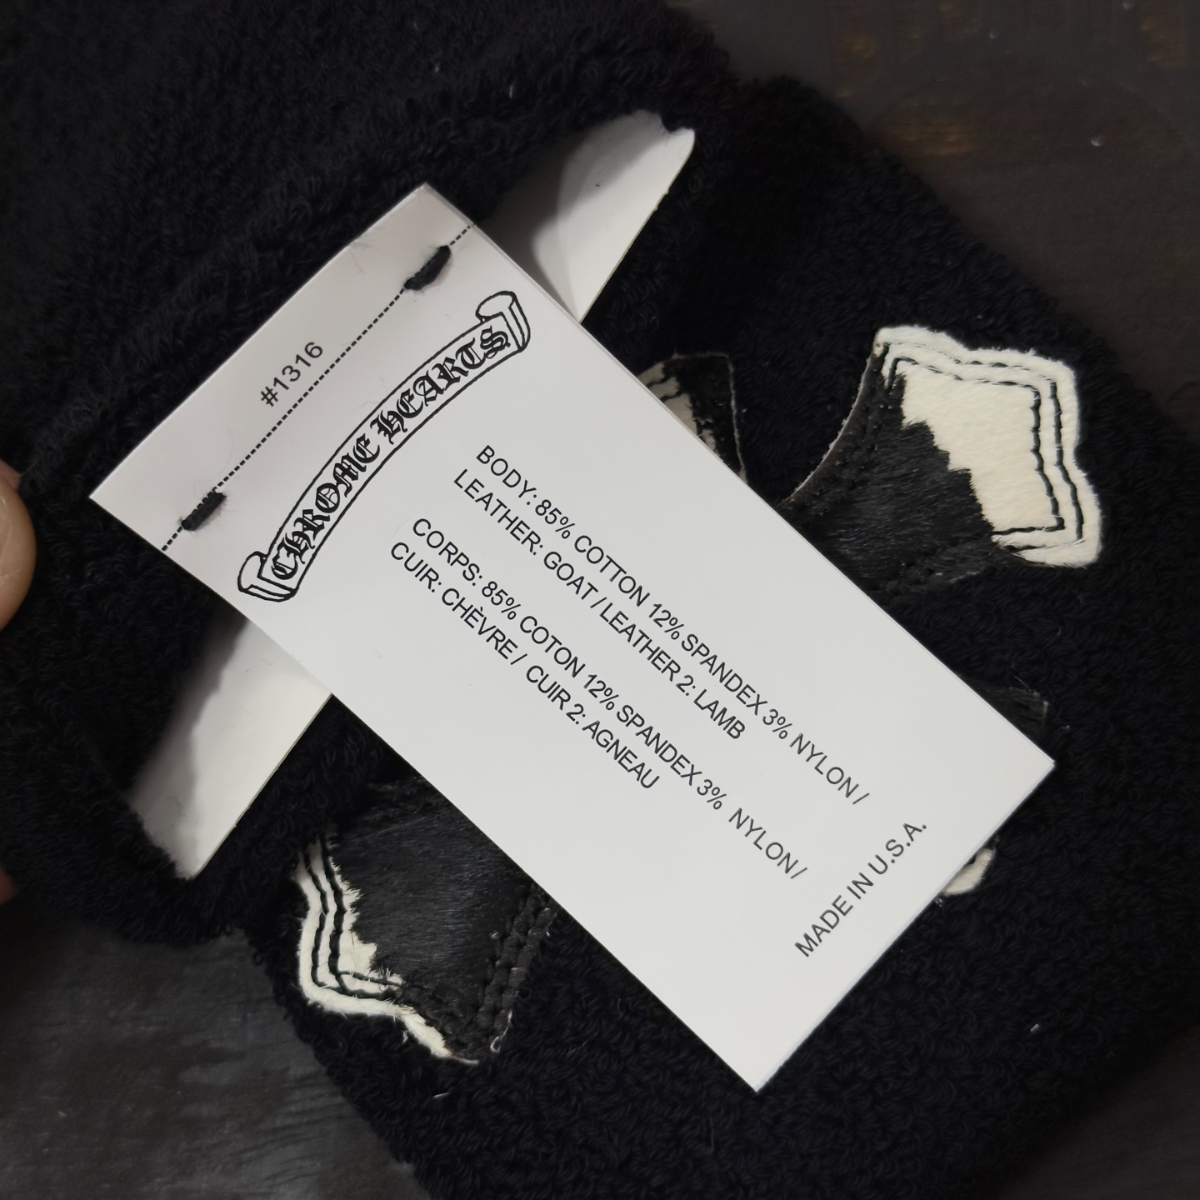 #1316
CHROME HEARTS
BODY: 85% COTTON 12% SPANDEX 3% NYLON /
LEATHER: GOAT / LEATHER 2: LAMB
CORPS: 85% COTON 12% SPANDEX 3% NYLON /
CUIR: CHÈVRE / CUIR 2: AGNEAU
MADE IN U.S.A.